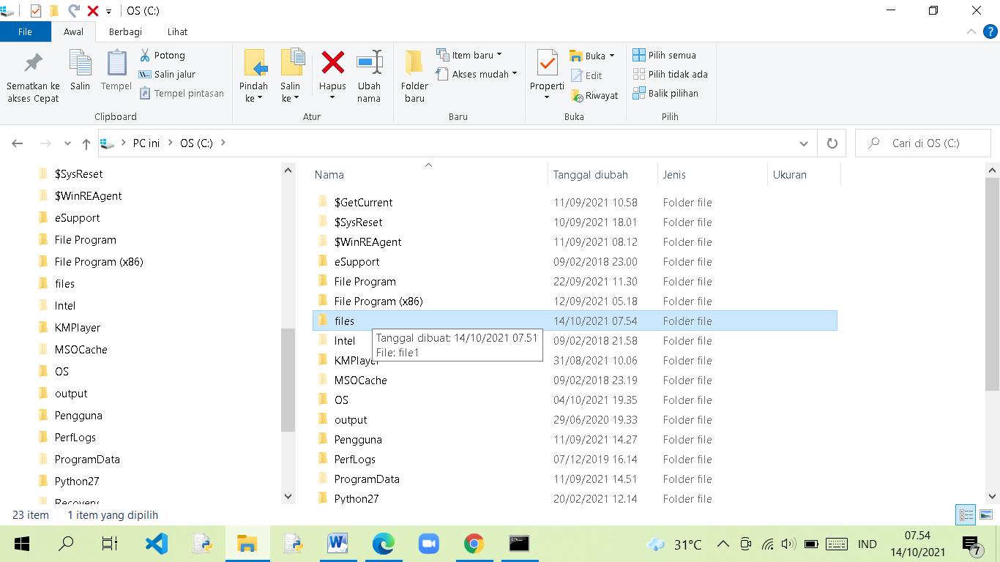 OS (C:)
File Awal Berbagi Lihat
Sematkan ke akses Cepat
Salin
Tempel
Potong
Salin jalur
Tempel pintasan
Clipboard
Pindah ke
Salin ke
Hapus
Ubah nama
Atur
Folder baru
Item baru
Akses mudah
Baru
Properti
Buka
Edit
Riwayat
Buka
Pilih semua
Pilih tidak ada
Balik pilihan
Pilih
PC ini OS (C:)
Cari di OS (C:)
$SysReset
$WinREAgent
eSupport
File Program
File Program (x86)
files
Intel
KMPlayer
MSOCache
OS
output
Pengguna
PerfLogs
ProgramData
Python27
Recovery
Nama Tanggal diubah Jenis Ukuran
$GetCurrent 11/09/2021 10.58 Folder file
$SysReset 10/09/2021 18.01 Folder file
$WinREAgent 11/09/2021 08.12 Folder file
eSupport 09/02/2018 23.00 Folder file
File Program 22/09/2021 11.30 Folder file
File Program (x86) 12/09/2021 05.18 Folder file
files 14/10/2021 07.54 Folder file
Intel 09/02/2018 21.58 Folder file
Tanggal dibuat: 14/10/2021 07.51
File: file1
KMPlayer 31/08/2021 10.06 Folder file
MSOCache 09/02/2018 23.19 Folder file
OS 04/10/2021 19.35 Folder file
output 29/06/2020 19.33 Folder file
Pengguna 11/09/2021 14.27 Folder file
PerfLogs 07/12/2019 16.14 Folder file
ProgramData 11/09/2021 14.51 Folder file
Python27 20/02/2021 12.14 Folder file
23 item 1 item yang dipilih
31°C IND 07.54
14/10/2021
7